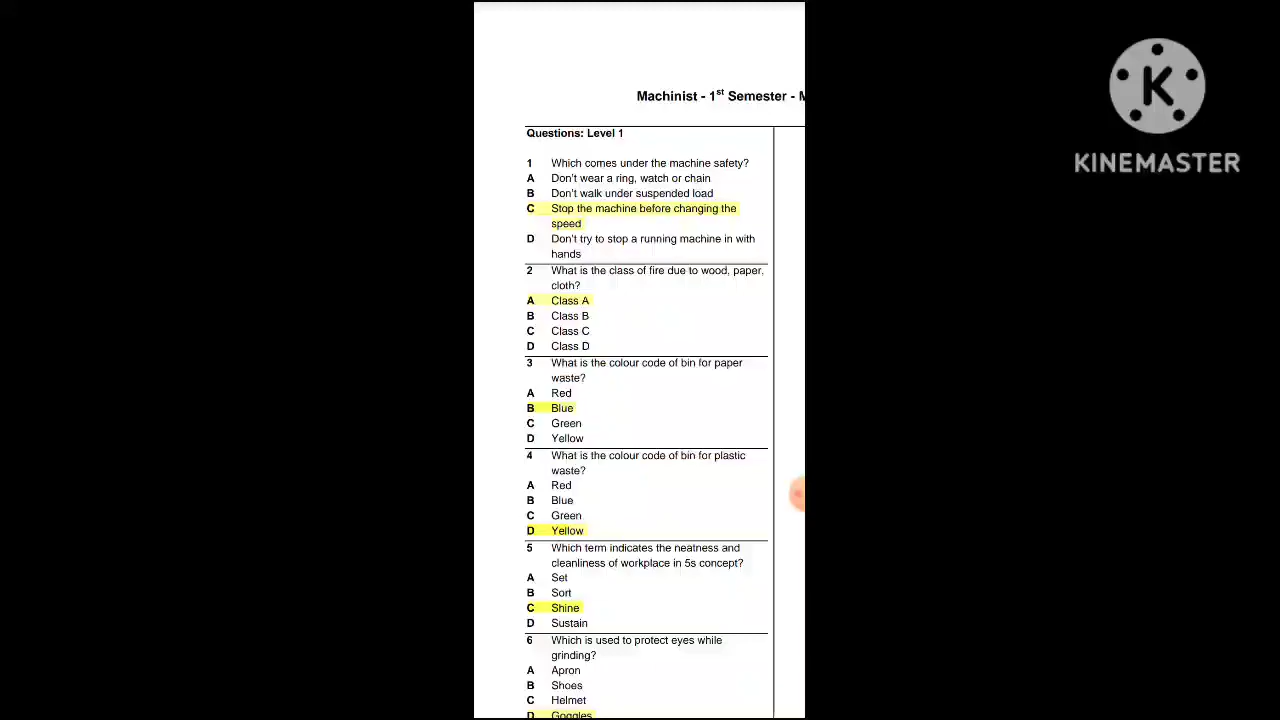 Machinist - 1st Semester - M
Questions: Level 1
1 Which comes under the machine safety?
A Don't wear a ring, watch or chain
B Don't walk under suspended load
C Stop the machine before changing the
speed
D Don't try to stop a running machine in with
hands
2 What is the class of fire due to wood, paper,
cloth?
A Class A
B Class B
C Class C
D Class D
3 What is the colour code of bin for paper
waste?
A Red
B Blue
C Green
D Yellow
4 What is the colour code of bin for plastic
waste?
A Red
B Blue
C Green
D Yellow
5 Which term indicates the neatness and
cleanliness of workplace in 5s concept?
A Set
B Sort
C Shine
D Sustain
6 Which is used to protect eyes while
grinding?
A Apron
B Shoes
C Helmet
D Goggles
K
KINEMASTER